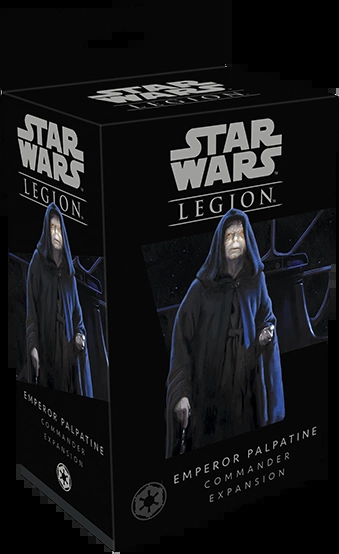 STAR WARS
LEGION
STAR
WARS
LEGION
EMPEROR PALPATINE
COMMANDER
EXPANSION
STAR
WARS
LEGION
EMPEROR PALPATINE
COMMANDER
EXPANSION